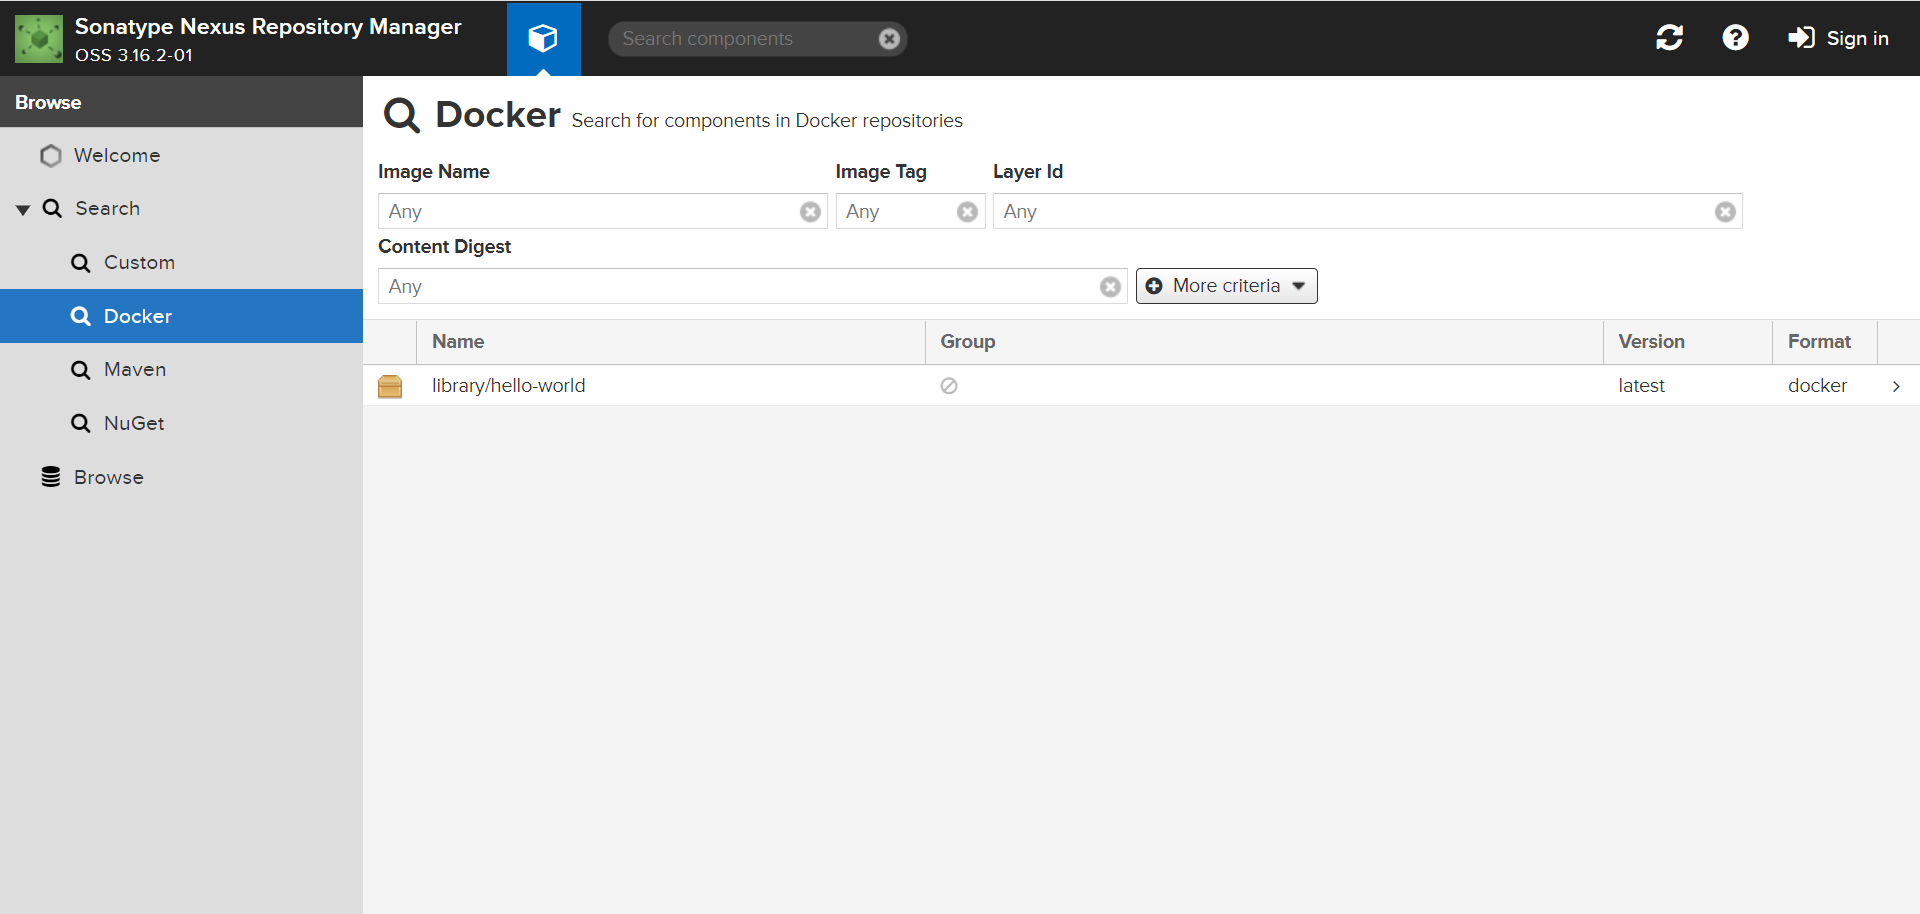 Sonatype Nexus Repository Manager
OSS 3.16.2-01
Search components
Sign in
Browse
Welcome
Search
Custom
Docker
Maven
NuGet
Browse
Docker Search for components in Docker repositories
Image Name Image Tag Layer Id
Any Any Any
Content Digest
Any More criteria
Name Group Version Format
library/hello-world latest docker